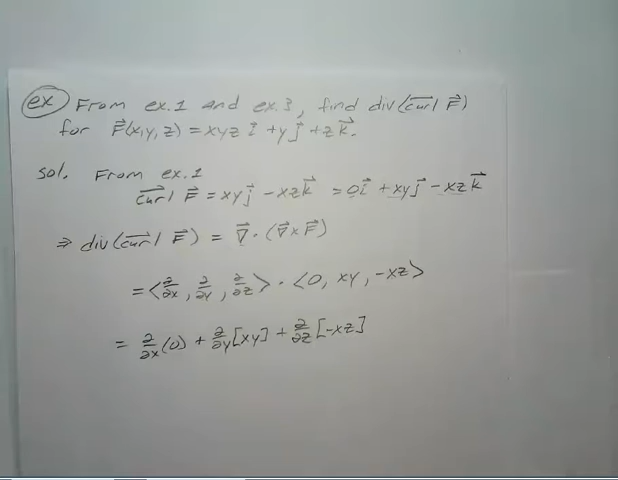 ex From ex.1 and ex.3, find div(curl F⃗)
for F⃗(x,y,z) = xyz i⃗ + y j⃗ + z k⃗.
sol. From ex.1
curl F⃗ = xy j⃗ - xz k⃗ = 0 i⃗ + xy j⃗ - xz k⃗
⇒ div(curl F⃗) = ∇⃗ · (∇⃗ x F⃗)
= <∂/∂x, ∂/∂y, ∂/∂z> · <0, xy, -xz>
= ∂/∂x (0) + ∂/∂y [xy] + ∂/∂z [-xz]